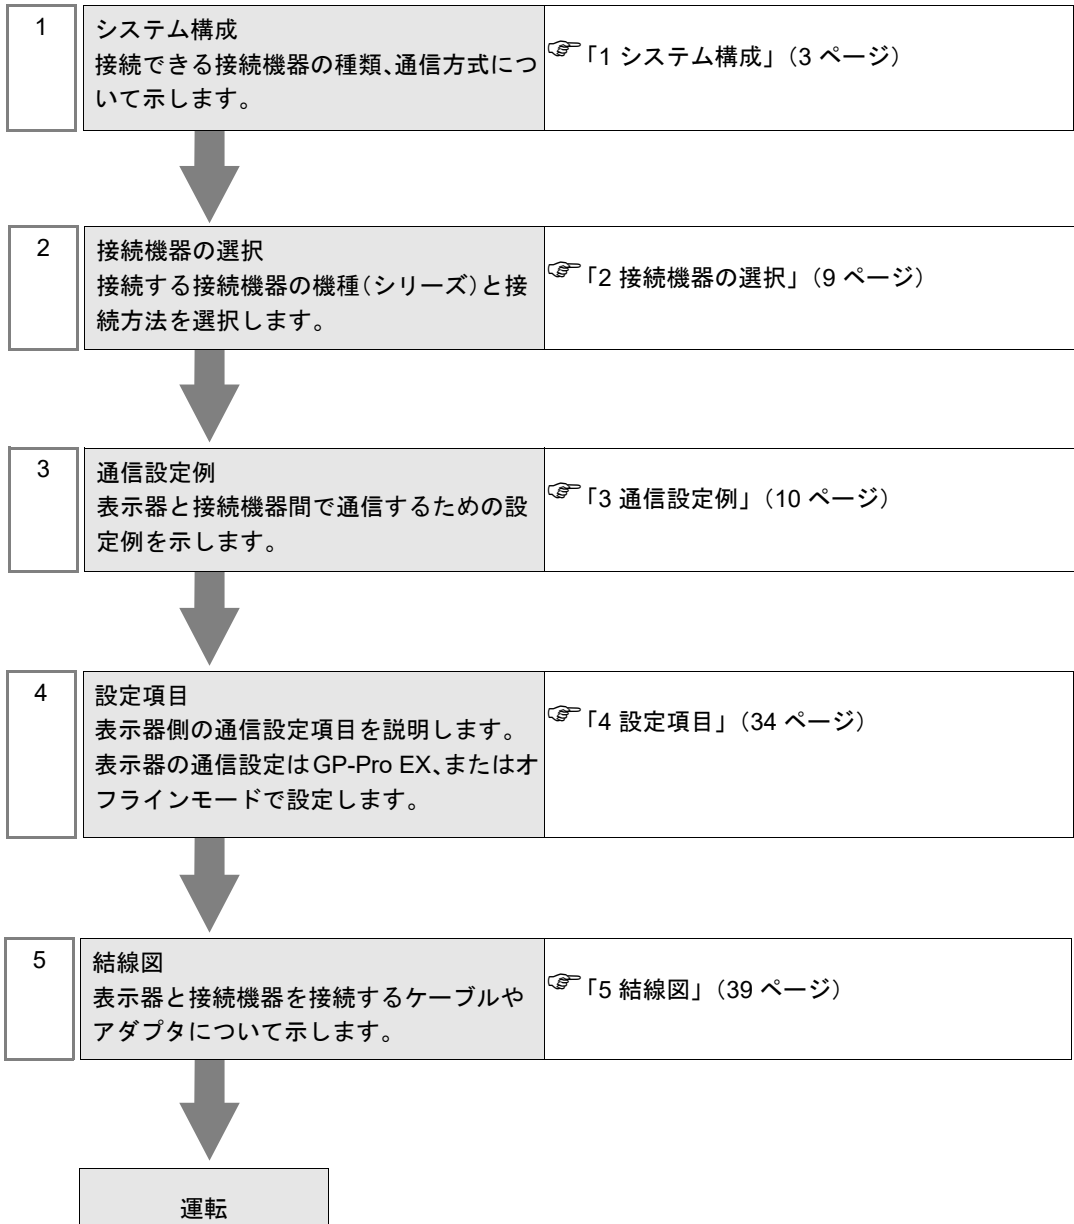 1
システム構成
接続できる接続機器の種類、通信方式につ
いて示します。
☞「1 システム構成」（3 ページ）
2
接続機器の選択
接続する接続機器の機種（シリーズ）と接
続方法を選択します。
☞「2 接続機器の選択」（9 ページ）
3
通信設定例
表示器と接続機器間で通信するための設
定例を示します。
☞「3 通信設定例」（10 ページ）
4
設定項目
表示器側の通信設定項目を説明します。
表示器の通信設定はGP-Pro EX、またはオ
フラインモードで設定します。
☞「4 設定項目」（34 ページ）
5
結線図
表示器と接続機器を接続するケーブルや
アダプタについて示します。
☞「5 結線図」（39 ページ）
運転